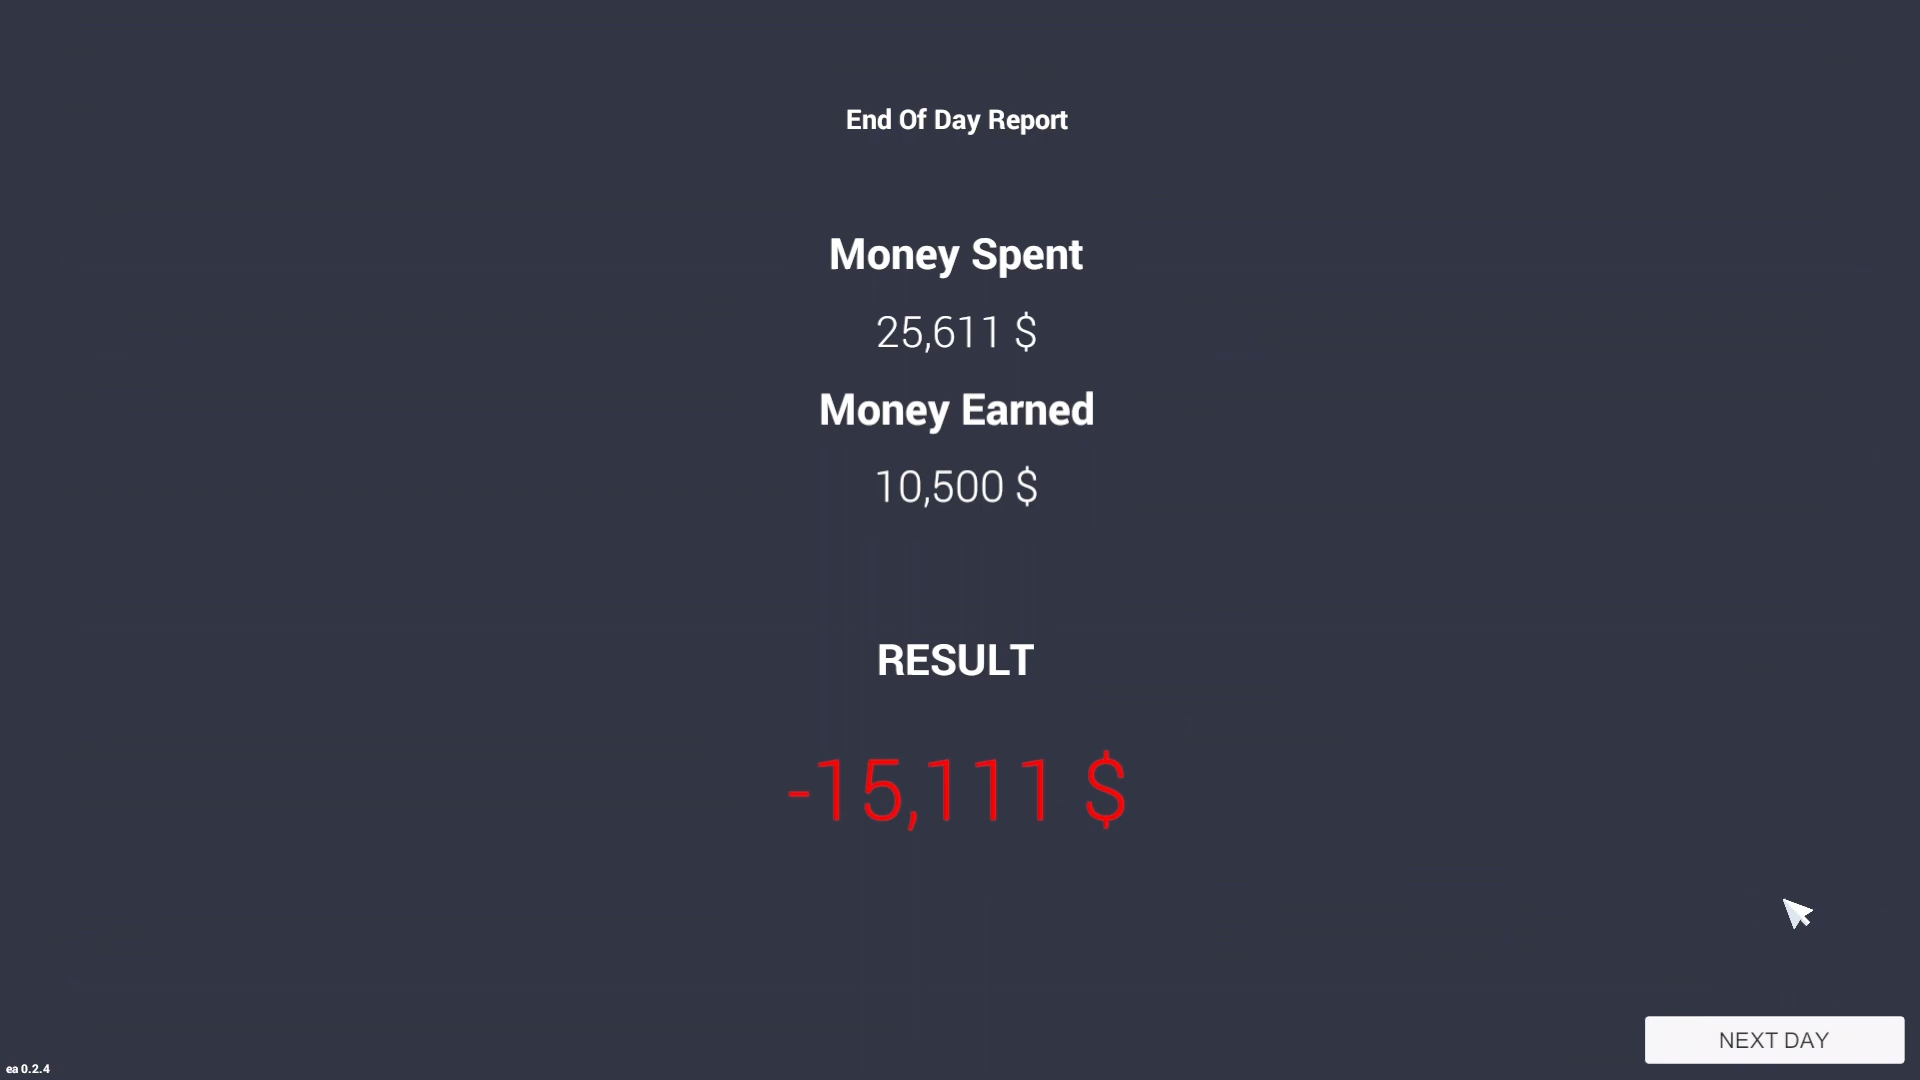 End Of Day Report
Money Spent
25,611 $
Money Earned
10,500 $
RESULT
-15,111 $
NEXT DAY
ea 0.2.4